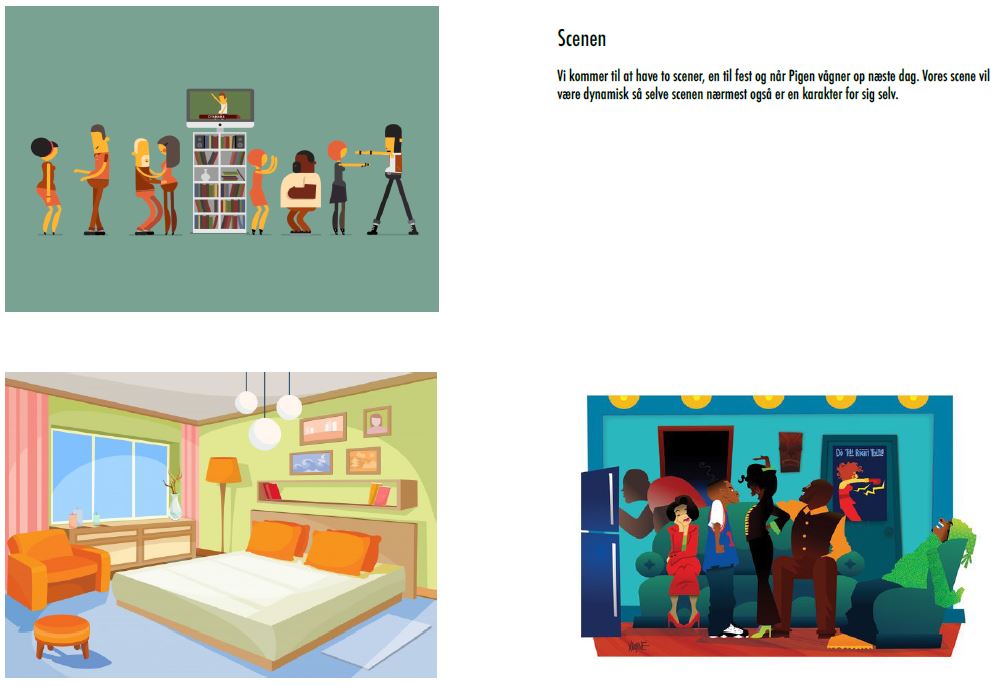 Scenen
Vi kommer til at have to scener, en til fest og når Pigen vågner op næste dag. Vores scene vil
være dynamisk så selve scenen nærmest også er en karakter for sig selv.